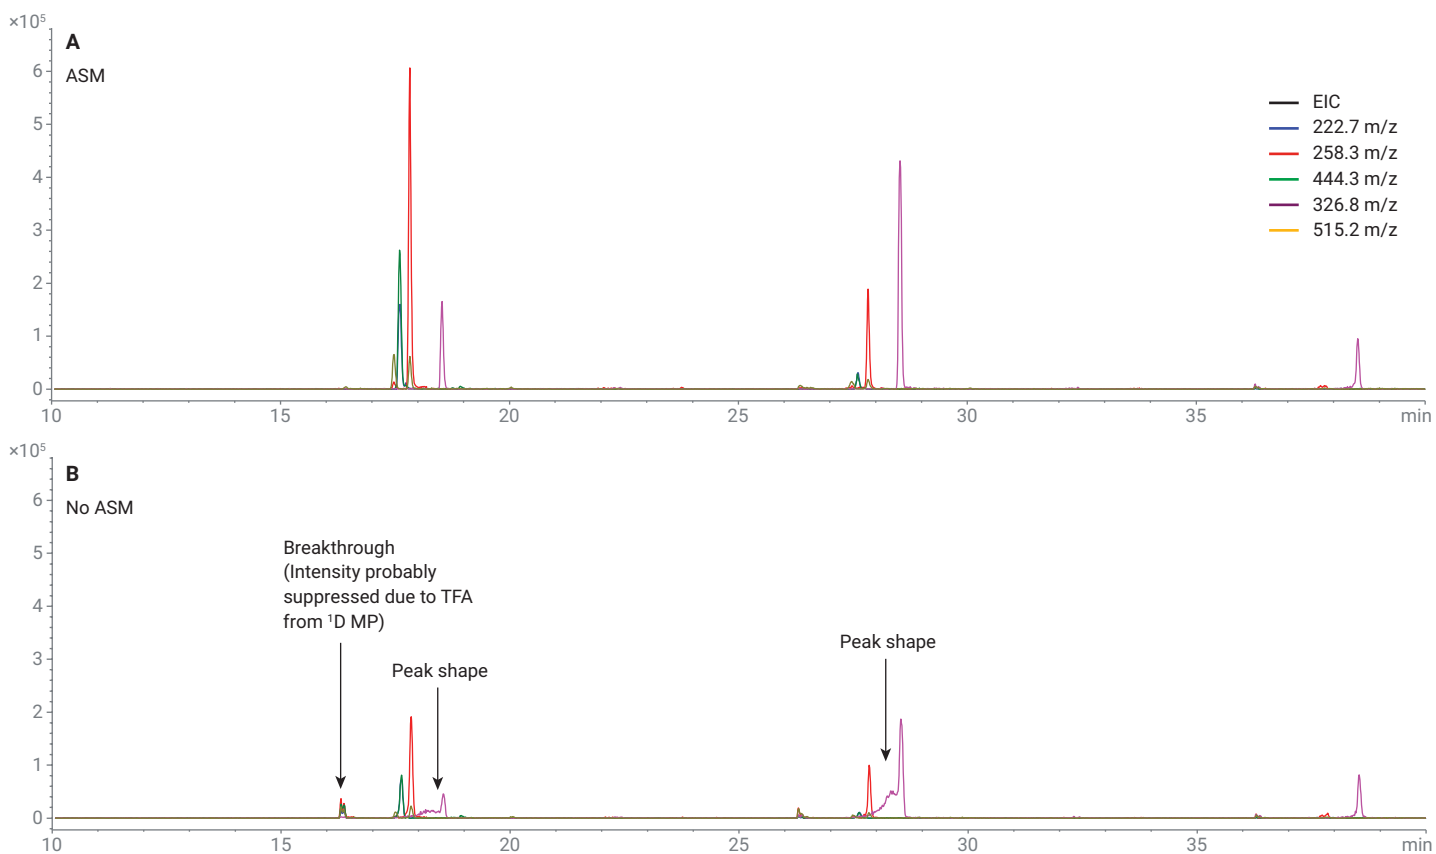 ×10⁵
A
ASM
6
5
4
3
2
1
0
EIC
222.7 m/z
258.3 m/z
444.3 m/z
326.8 m/z
515.2 m/z
10 15 20 25 30 35 min
×10⁵
B
No ASM
6
5
4
3
2
1
0
Breakthrough
(Intensity probably
suppressed due to TFA
from ¹D MP)
Peak shape
Peak shape
10 15 20 25 30 35 min